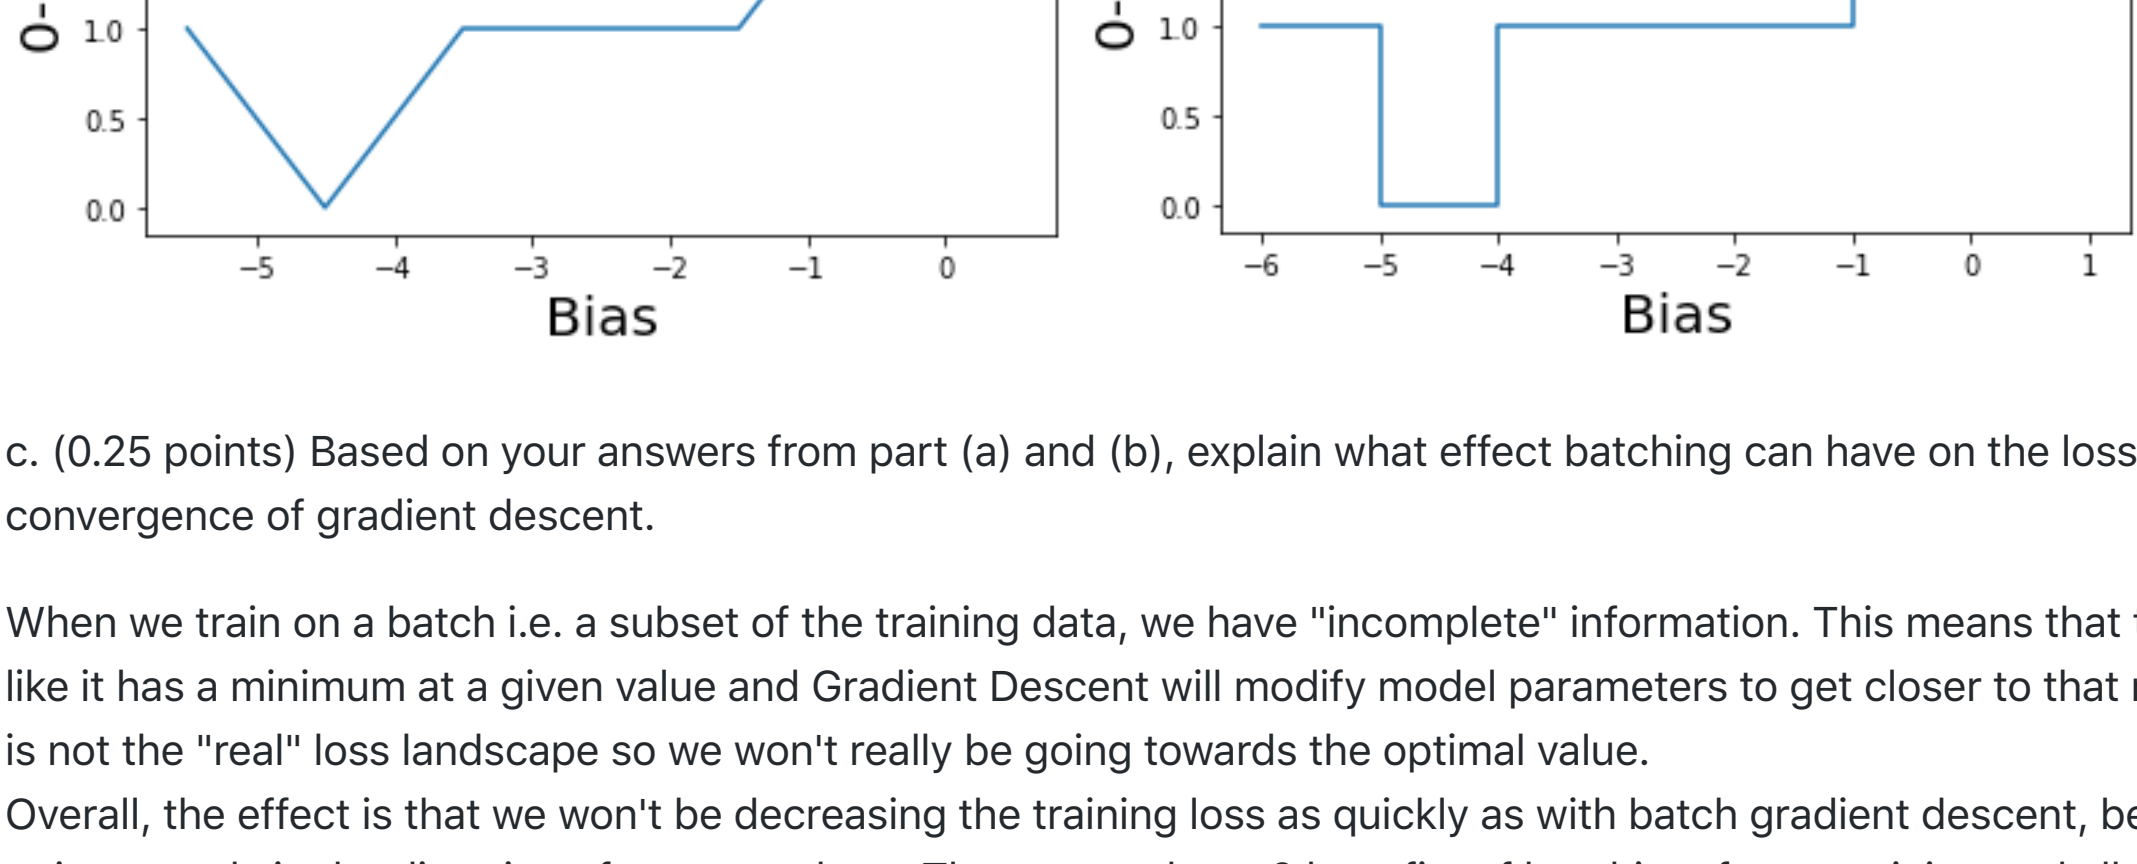 0-
1.0
0.5
0.0
−5 −4 −3 −2 −1 0
Bias
0-
1.0
0.5
0.0
−6 −5 −4 −3 −2 −1 0 1
Bias
c. (0.25 points) Based on your answers from part (a) and (b), explain what effect batching can have on the loss
convergence of gradient descent.
When we train on a batch i.e. a subset of the training data, we have "incomplete" information. This means that
like it has a minimum at a given value and Gradient Descent will modify model parameters to get closer to that
is not the "real" loss landscape so we won't really be going towards the optimal value.
Overall, the effect is that we won't be decreasing the training loss as quickly as with batch gradient descent,